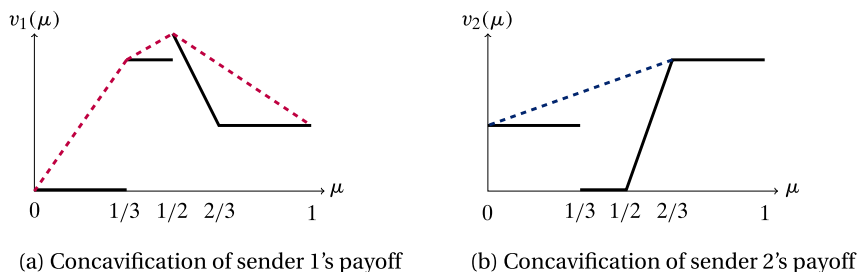 v₁(μ)
v₂(μ)
μ
μ
0 1/3 1/2 2/3 1
0 1/3 1/2 2/3 1
(a) Concavification of sender 1's payoff
(b) Concavification of sender 2's payoff